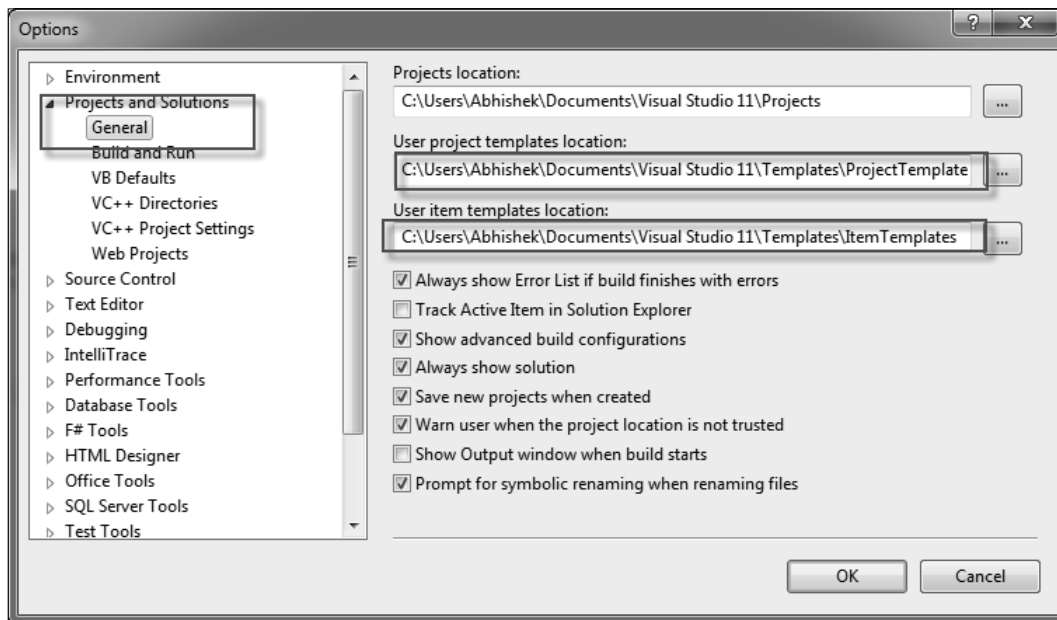 Options
Environment
Projects and Solutions
General
Build and Run
VB Defaults
VC++ Directories
VC++ Project Settings
Web Projects
Source Control
Text Editor
Debugging
IntelliTrace
Performance Tools
Database Tools
F# Tools
HTML Designer
Office Tools
SQL Server Tools
Test Tools
Projects location:
C:\Users\Abhishek\Documents\Visual Studio 11\Projects
...
User project templates location:
C:\Users\Abhishek\Documents\Visual Studio 11\Templates\ProjectTemplate
...
User item templates location:
C:\Users\Abhishek\Documents\Visual Studio 11\Templates\ItemTemplates
...
Always show Error List if build finishes with errors
Track Active Item in Solution Explorer
Show advanced build configurations
Always show solution
Save new projects when created
Warn user when the project location is not trusted
Show Output window when build starts
Prompt for symbolic renaming when renaming files
OK
Cancel